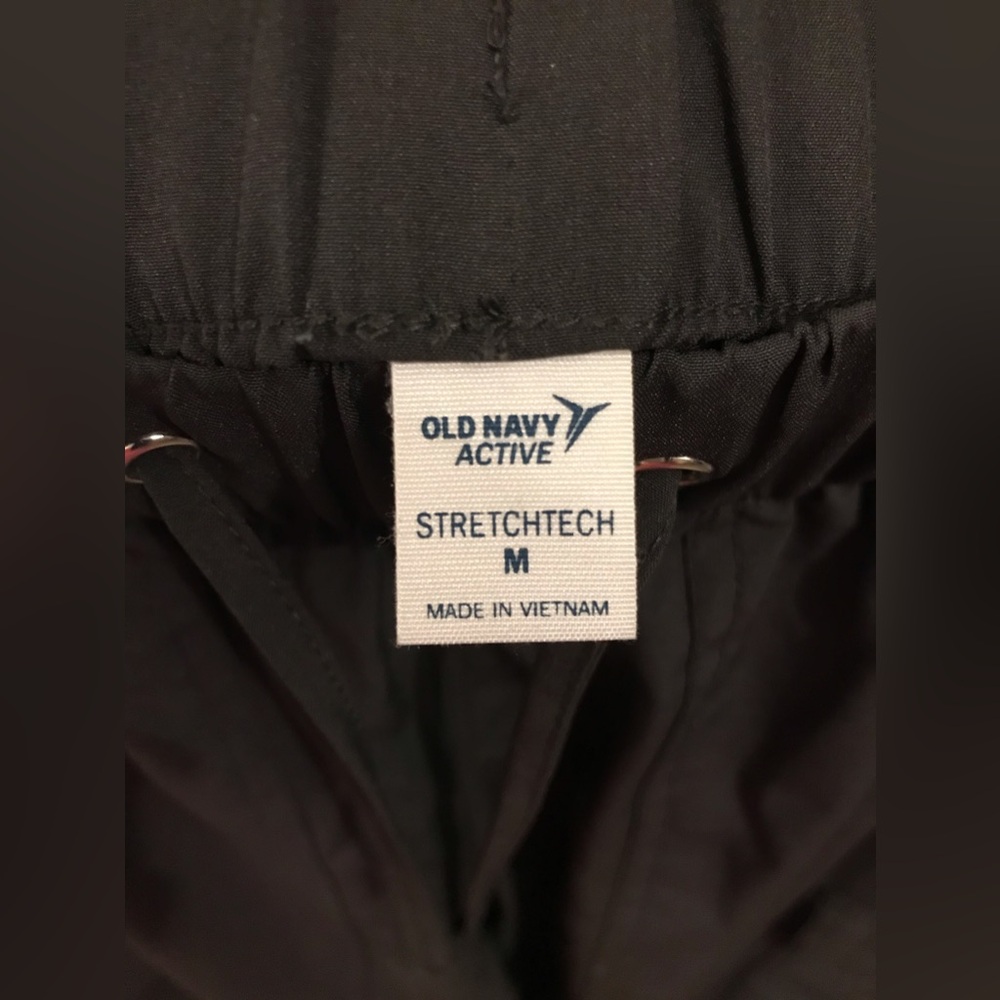 OLD NAVY
ACTIVE
STRETCHTECH
M
MADE IN VIETNAM